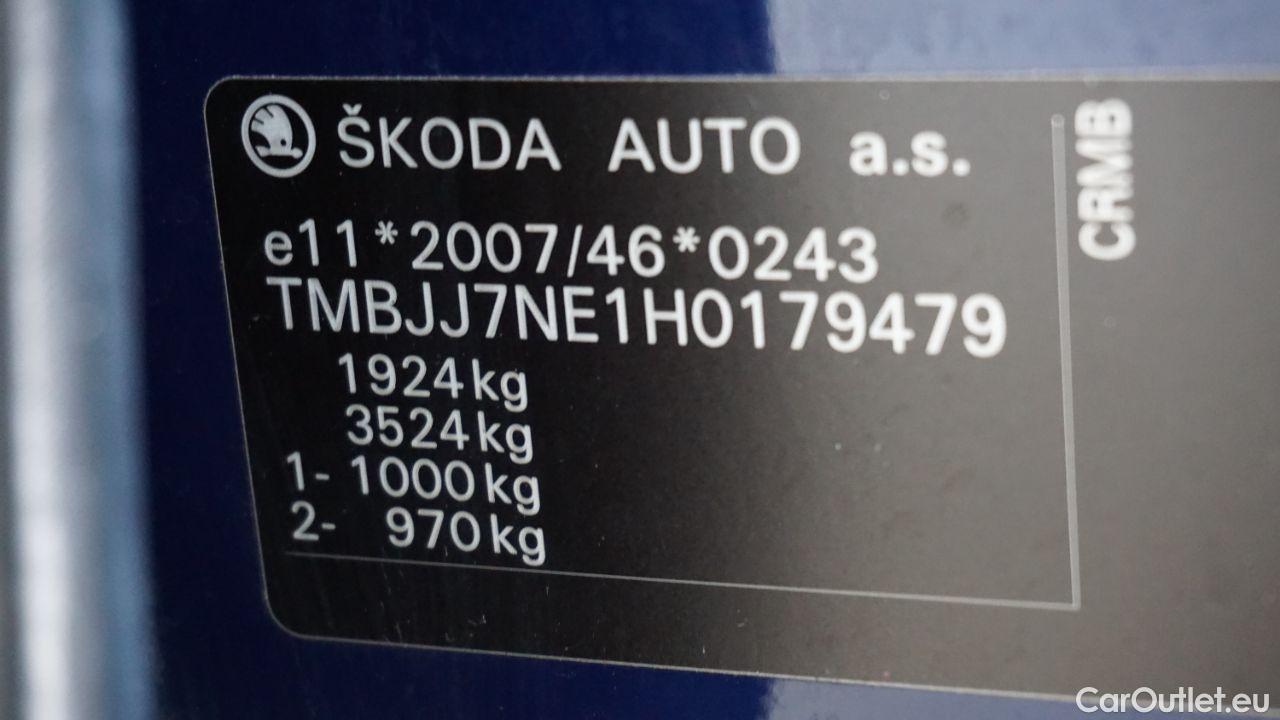 ŠKODA AUTO a.s.
e11*2007/46*0243
TMBJJ7NE1H0179479
1924kg
3524kg
1- 1000kg
2- 970kg
CRMB
CarOutlet.eu